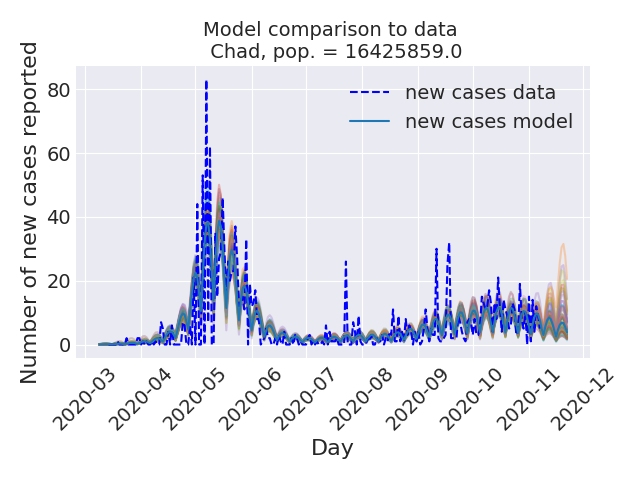 Model comparison to data
Chad, pop. = 16425859.0
Number of new cases reported
80
60
40
20
0
new cases data
new cases model
2020-03
2020-04
2020-05
2020-06
2020-07
2020-08
2020-09
2020-10
2020-11
2020-12
Day